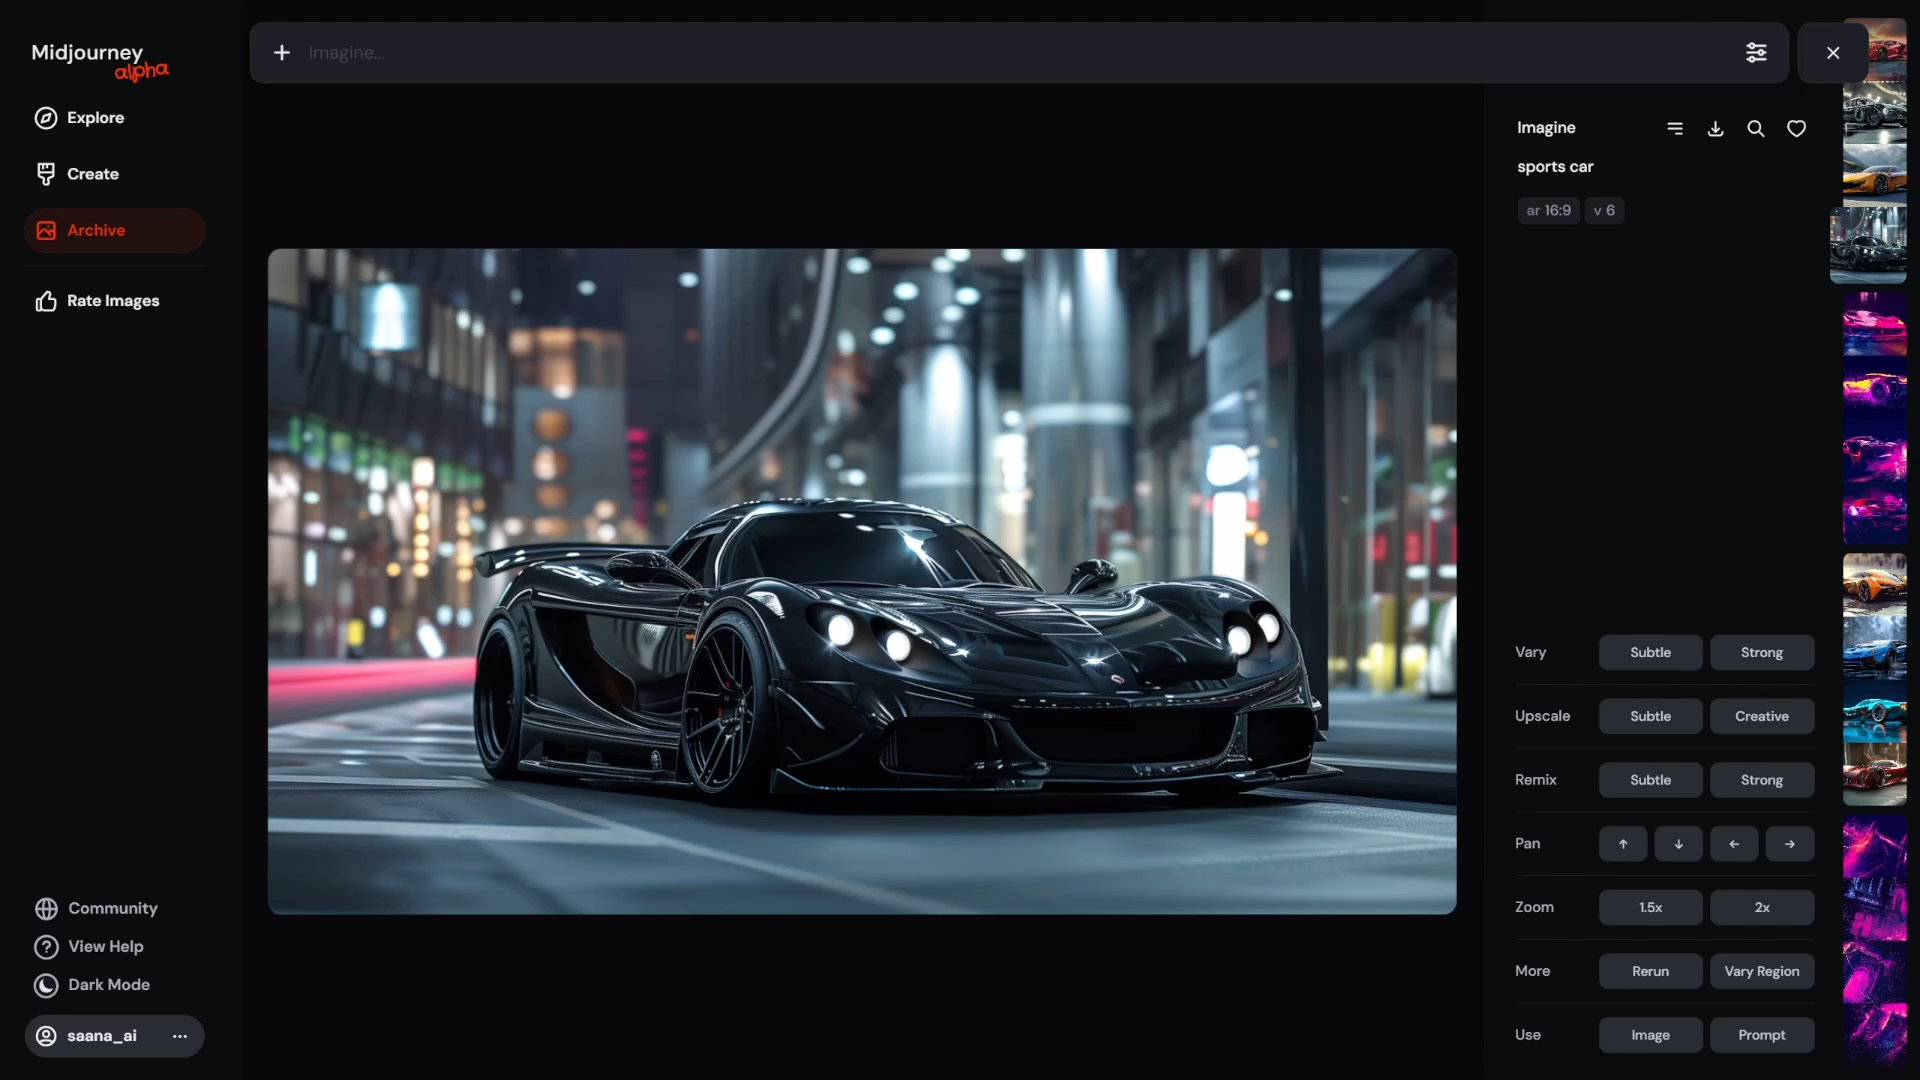 Midjourney
alpha
Explore
Create
Archive
Rate Images
Community
View Help
Dark Mode
saana_ai
Imagine...
Imagine
sports car
ar 16:9 v 6
Vary Subtle Strong
Upscale Subtle Creative
Remix Subtle Strong
Pan
Zoom 1.5x 2x
More Rerun Vary Region
Use Image Prompt